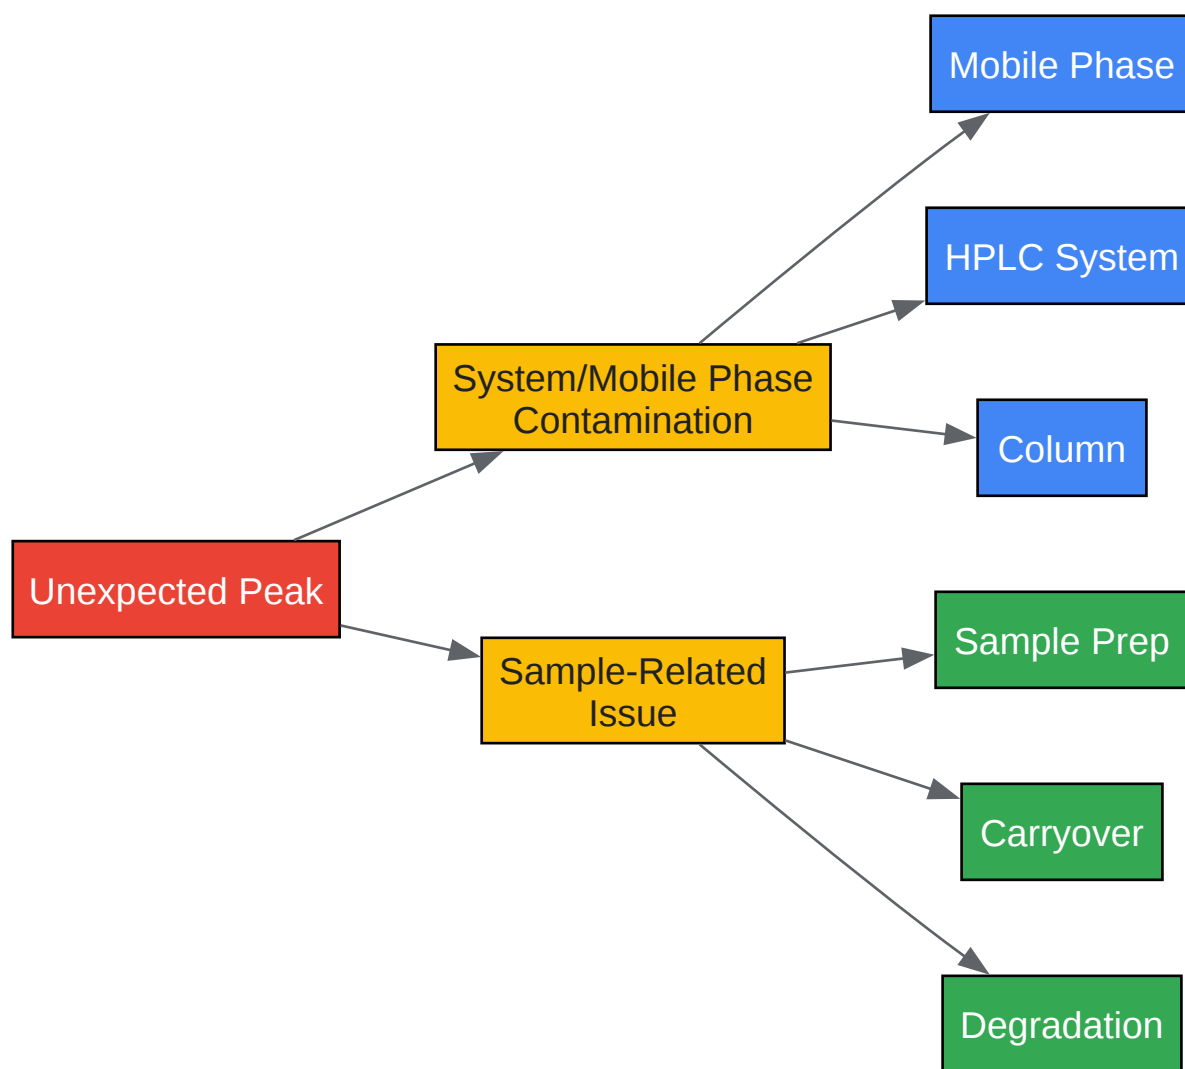 Mobile Phase
HPLC System
System/Mobile Phase
Contamination
Column
Unexpected Peak
Sample Prep
Sample-Related
Issue
Carryover
Degradation